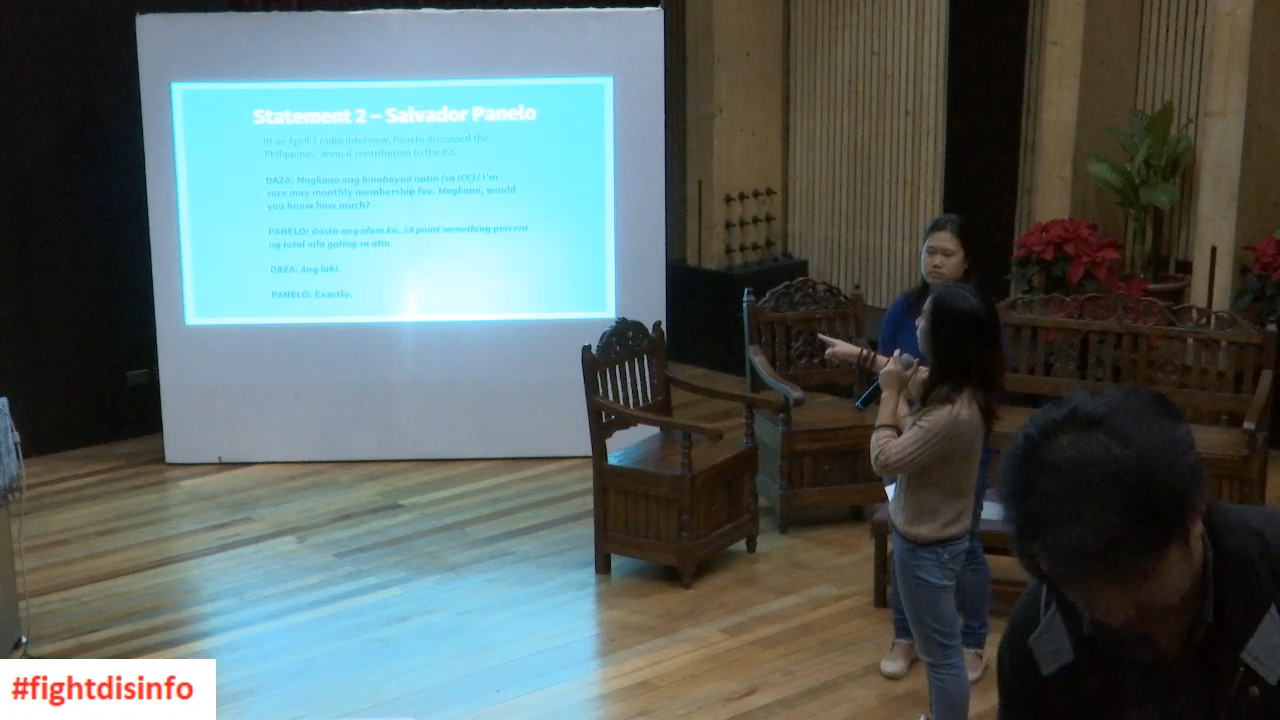 Statement 2 – Salvador Panelo
In an April 2 radio interview, Panelo discussed the
Philippines' annual contribution to the ICC.
DAZA: Magkano ang binabayad natin (sa ICC)? I'm
sure may monthly membership fee. Magkano, would
you know how much?
PANELO: Basta ang alam ko, 28 point something percent
ng total nila galing sa atin.
DAZA: Ang laki.
PANELO: Exactly.
#fightdisinfo